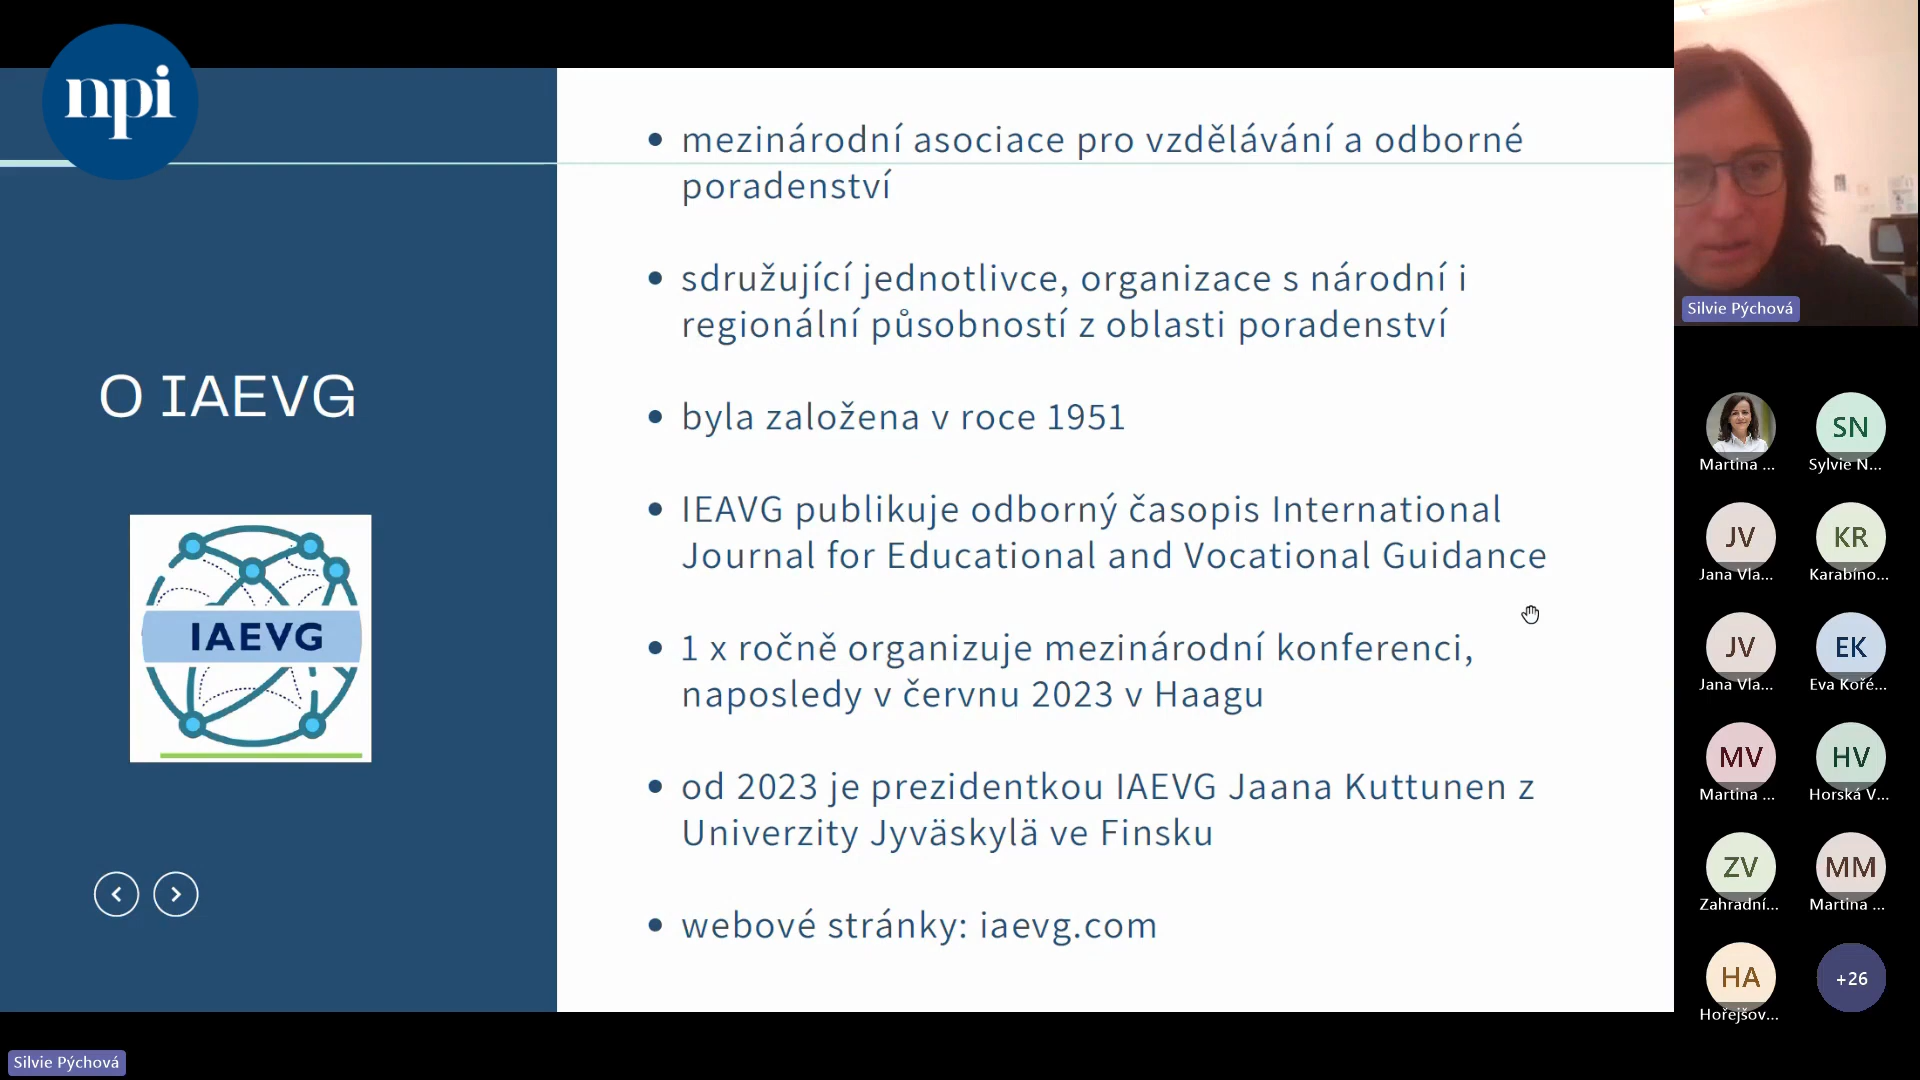 npi
O IAEVG
IAEVG
• mezinárodní asociace pro vzdělávání a odborné
poradenství
• sdružující jednotlivce, organizace s národní i
regionální působností z oblasti poradenství
• byla založena v roce 1951
• IEAVG publikuje odborný časopis International
Journal for Educational and Vocational Guidance
• 1 x ročně organizuje mezinárodní konferenci,
naposledy v červnu 2023 v Haagu
• od 2023 je prezidentkou IAEVG Jaana Kuttunen z
Univerzity Jyväskylä ve Finsku
• webové stránky: iaevg.com
Silvie Pýchová
Martina ...
SN
Sylvie N...
JV
Jana Vla...
KR
Karabíno...
JV
Jana Vla...
EK
Eva Kořé...
MV
Martina ...
HV
Horská V...
ZV
Zahradní...
MM
Martina ...
HA
Hořejšov...
+26
Silvie Pýchová